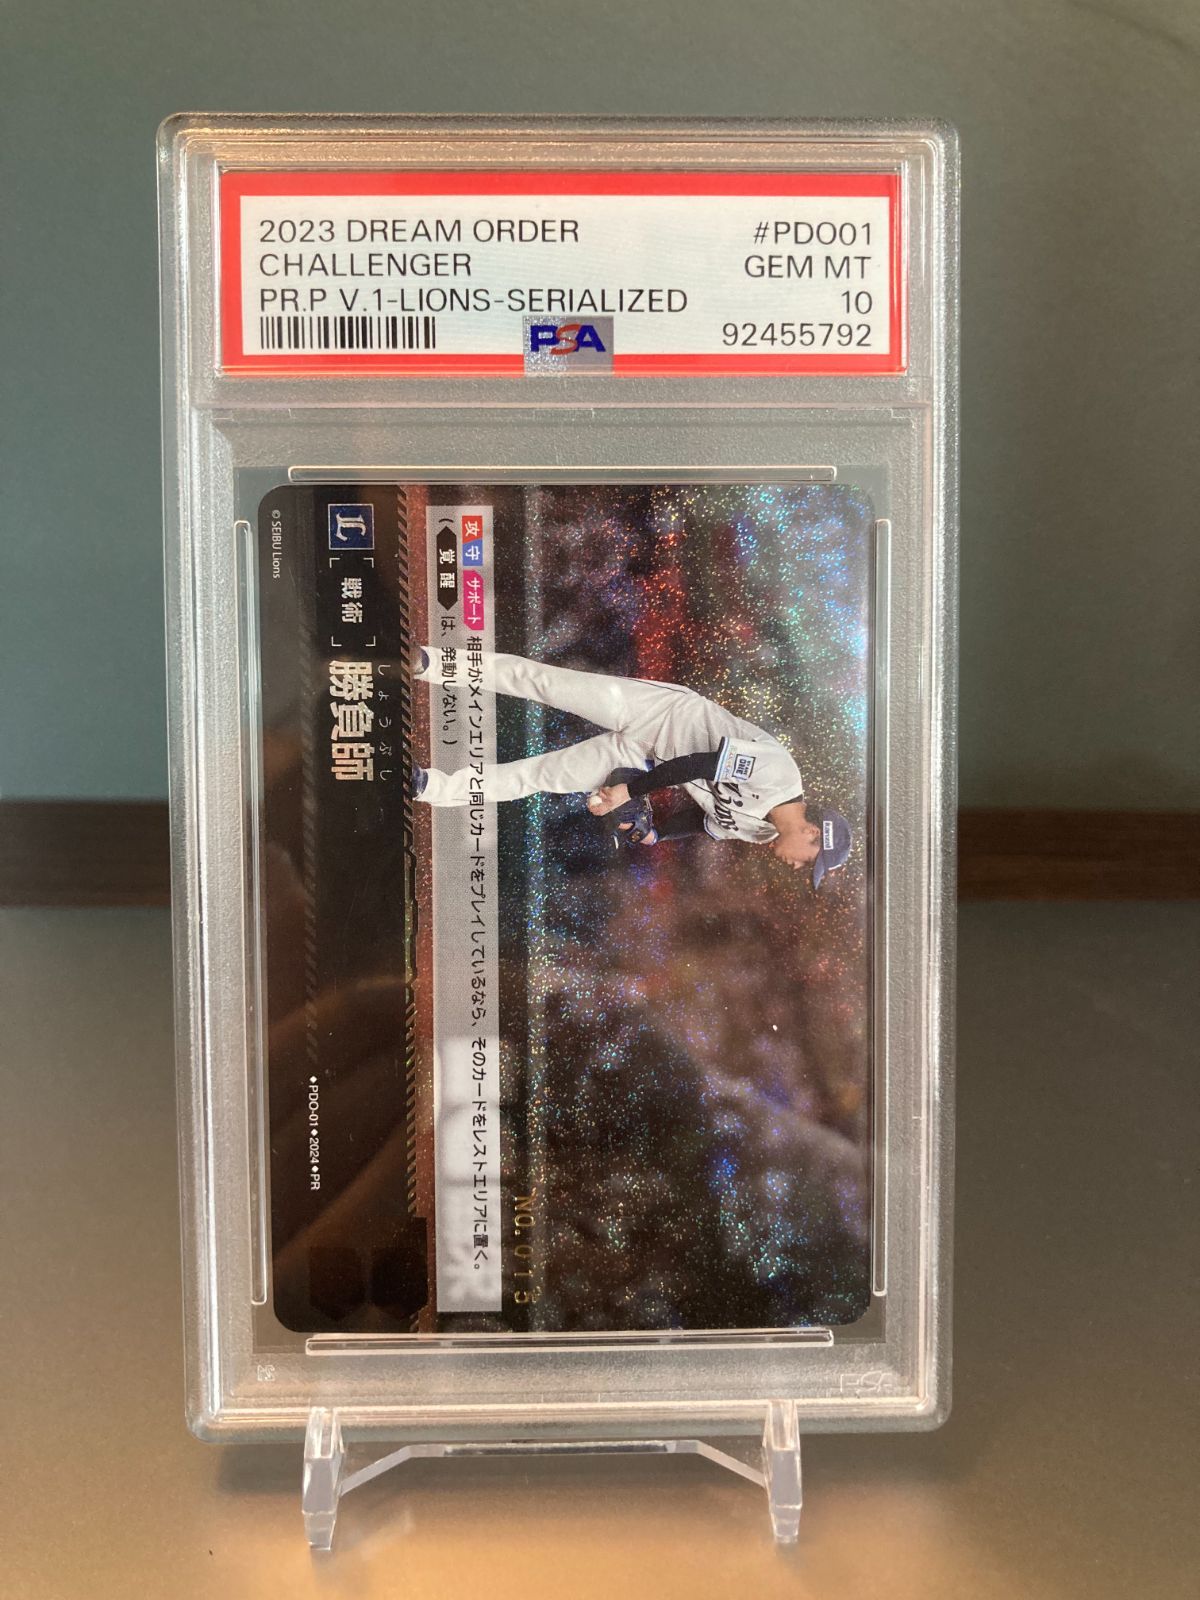 2023 DREAM ORDER #PDO01
CHALLENGER GEM MT
PR.P V.1-LIONS-SERIALIZED 10
PSA 92455792
NO.015
攻 守 サポート 相手がメインエリアと同じカードをプレイしているなら、そのカードをレストエリアに置く。
(覚醒は、発動しない。)
しょうぶし
「戦術」勝負師
◆PDO-01◆2024◆PR
© SEIBU Lions